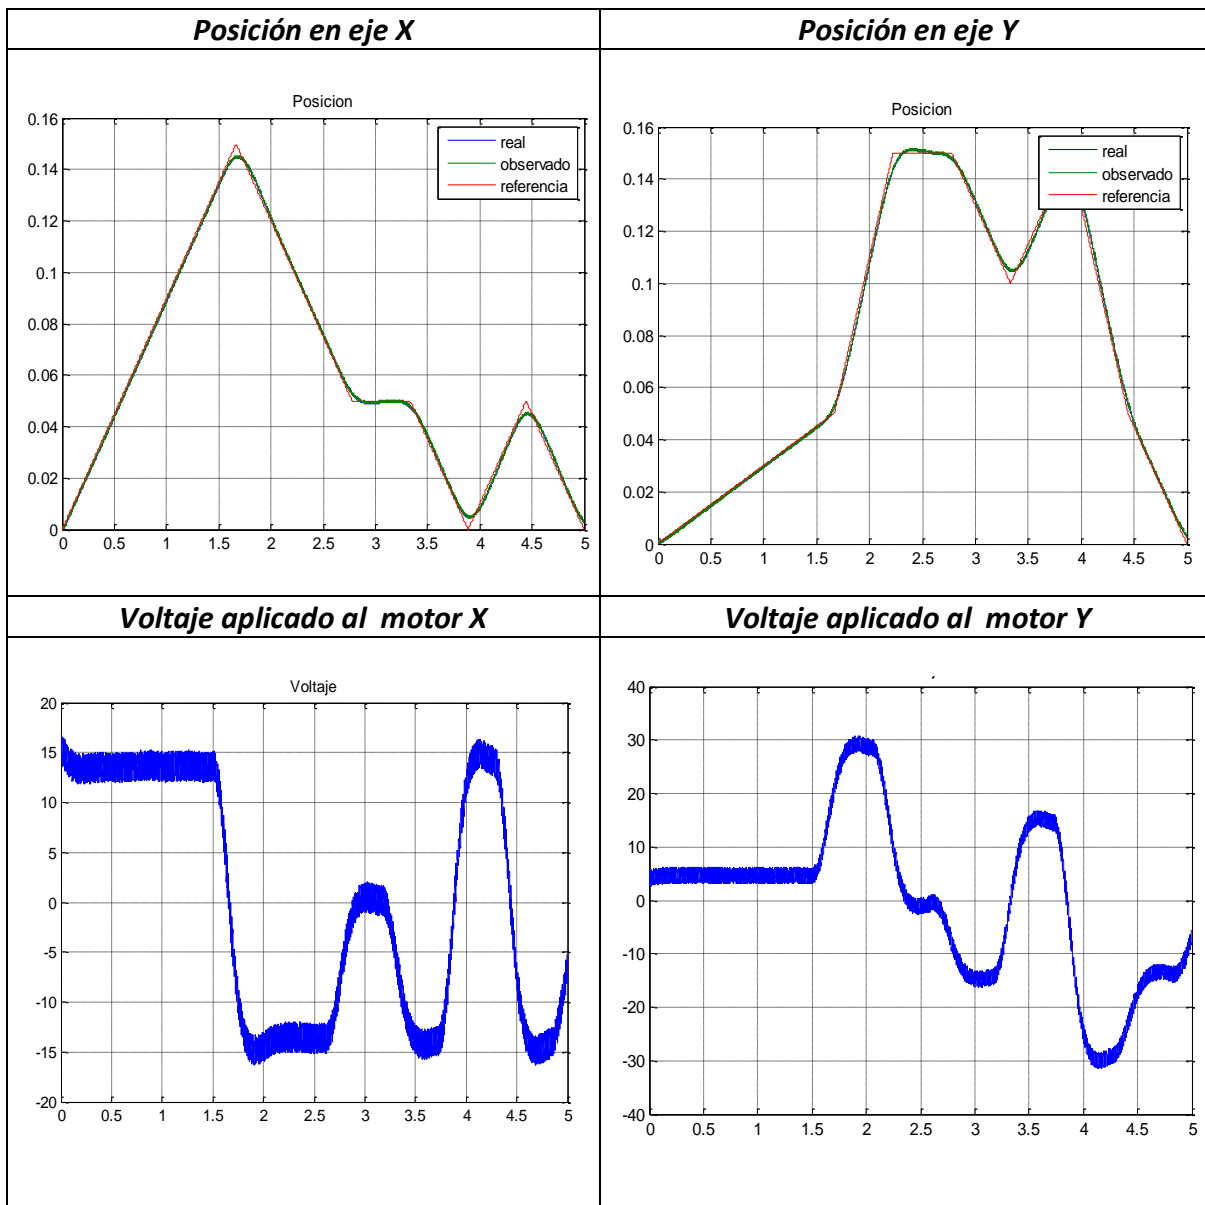 Posición en eje X
Posición en eje Y
Posicion
0.16
0.14
0.12
0.1
0.08
0.06
0.04
0.02
0
0 0.5 1 1.5 2 2.5 3 3.5 4 4.5 5
real
observado
referencia
Posicion
0.16
0.14
0.12
0.1
0.08
0.06
0.04
0.02
0
0 0.5 1 1.5 2 2.5 3 3.5 4 4.5 5
real
observado
referencia
Voltaje aplicado al motor X
Voltaje aplicado al motor Y
Voltaje
20
15
10
5
0
-5
-10
-15
-20
0 0.5 1 1.5 2 2.5 3 3.5 4 4.5 5
40
30
20
10
0
-10
-20
-30
-40
0 0.5 1 1.5 2 2.5 3 3.5 4 4.5 5